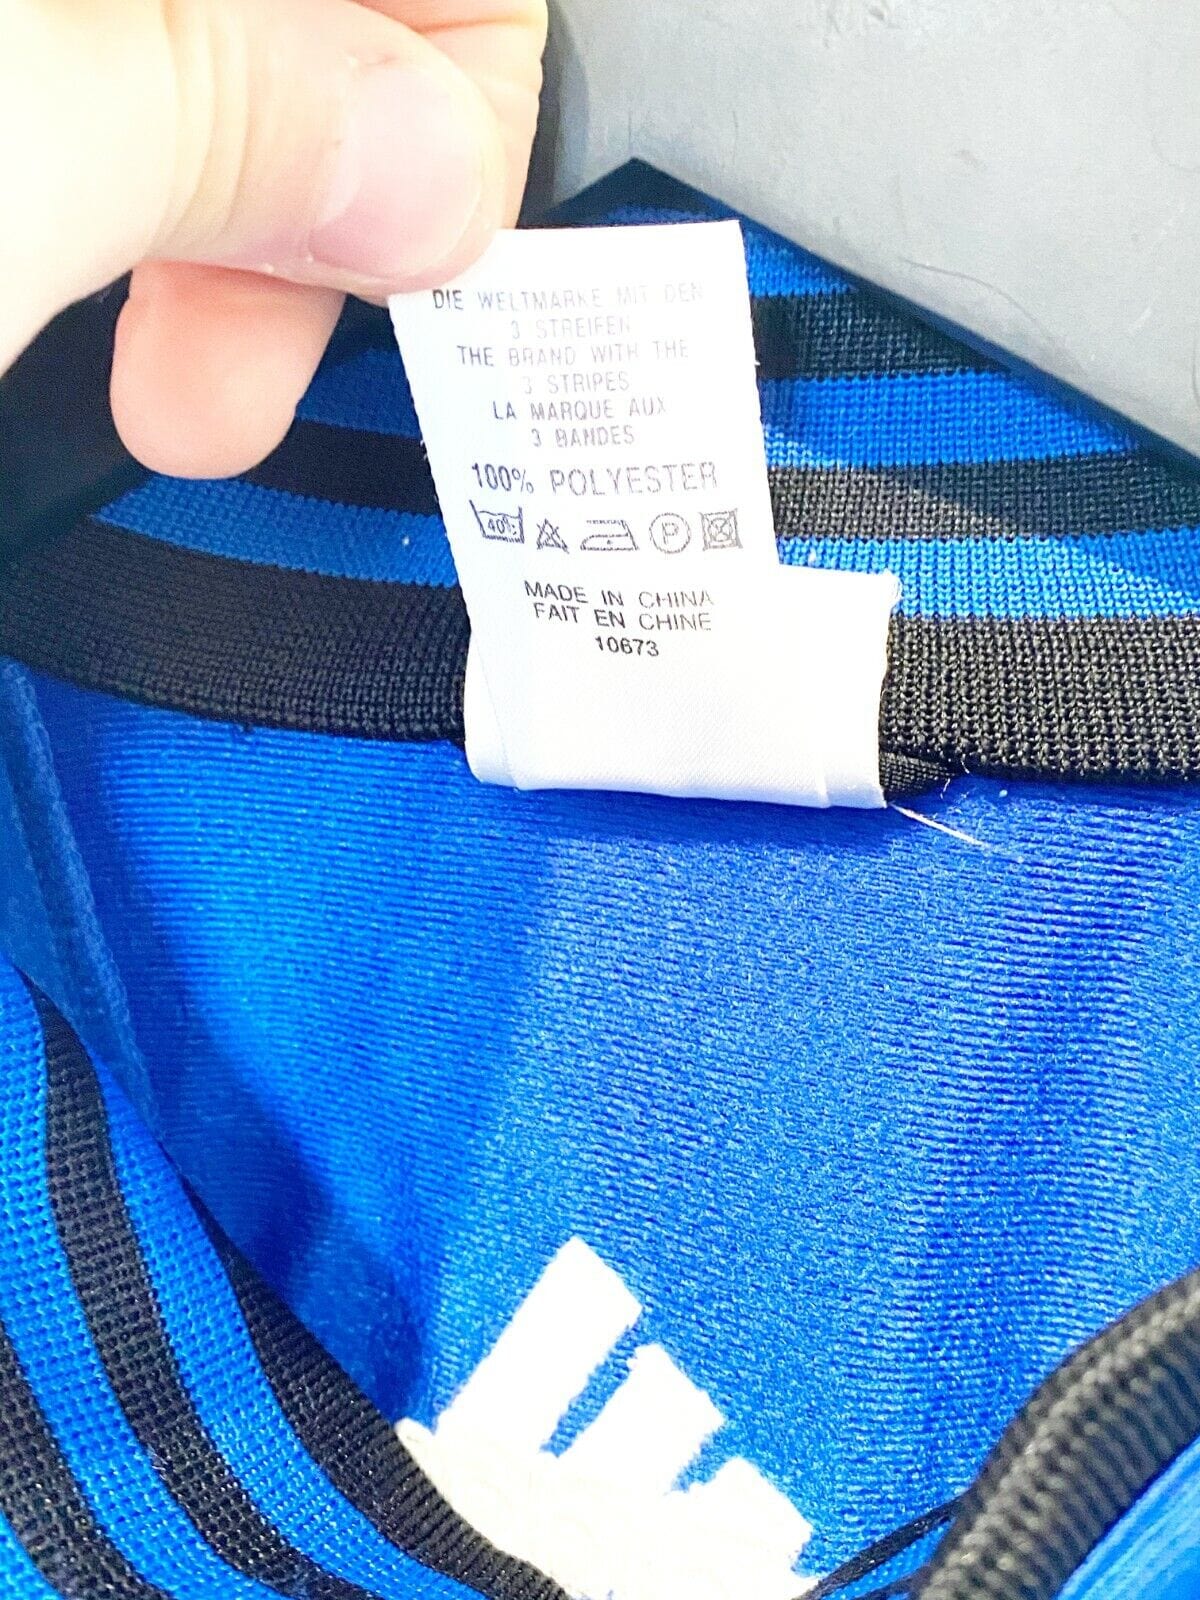 DIE WELTMARKE MIT DEN
3 STREIFEN
THE BRAND WITH THE
3 STRIPES
LA MARQUE AUX
3 BANDES
100% POLYESTER
40° P
MADE IN CHINA
FAIT EN CHINE
10673